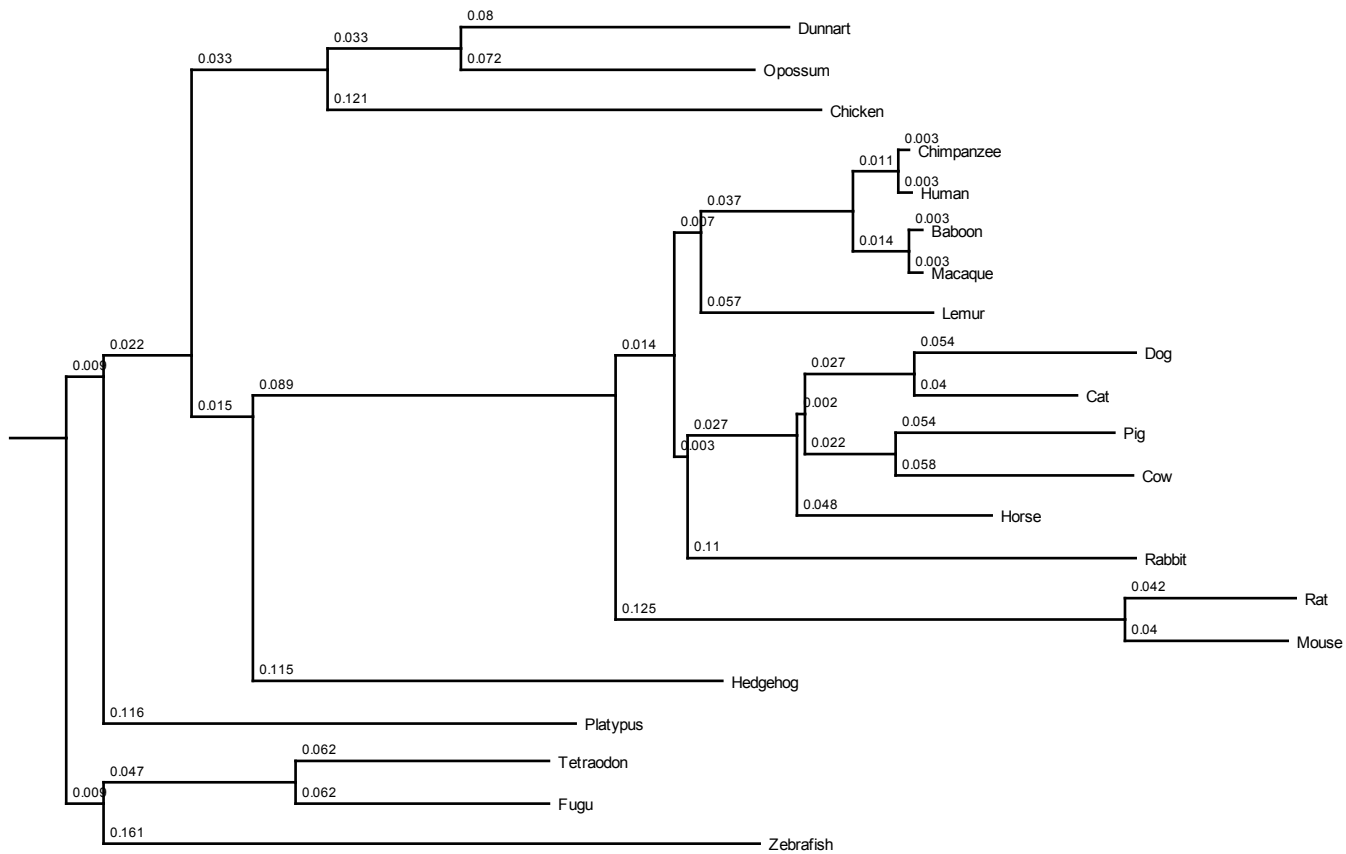 0.08
Dunnart
0.033
0.033
0.072
Opossum
0.121
Chicken
0.003
Chimpanzee
0.011
0.003
Human
0.037
0.007
0.003
Baboon
0.014
0.003
Macaque
0.057
Lemur
0.022
0.014
0.054
Dog
0.009
0.027
0.04
Cat
0.089
0.015
0.002
0.027
0.054
Pig
0.003
0.022
0.058
Cow
0.048
Horse
0.11
Rabbit
0.042
Rat
0.125
0.04
Mouse
0.115
Hedgehog
0.116
Platypus
0.062
Tetraodon
0.047
0.009
0.062
Fugu
0.161
Zebrafish